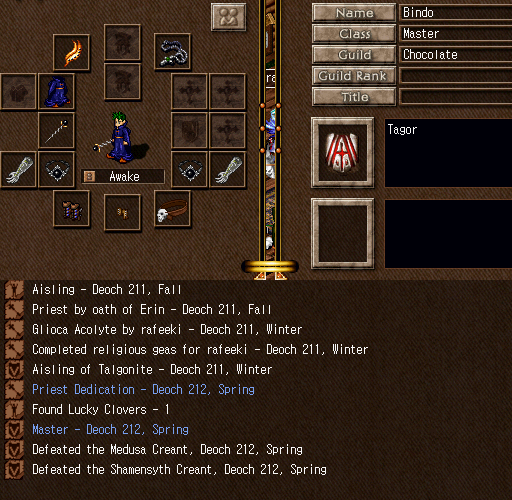 Name Bindo
Class Master
Guild Chocolate
Guild Rank
Title
ra
Tagor
Awake
Aisling - Deoch 211, Fall
Priest by oath of Erin - Deoch 211, Fall
Glioca Acolyte by rafeeki - Deoch 211, Winter
Completed religious geas for rafeeki - Deoch 211, Winter
Aisling of Talgonite - Deoch 211, Winter
Priest Dedication - Deoch 212, Spring
Found Lucky Clovers - 1
Master - Deoch 212, Spring
Defeated the Medusa Creant, Deoch 212, Spring
Defeated the Shamensyth Creant, Deoch 212, Spring